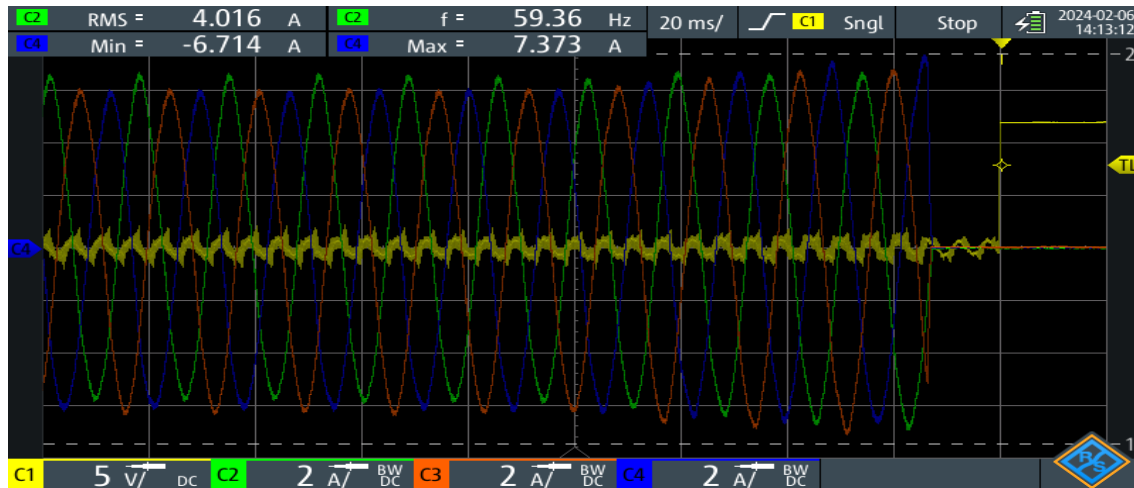 C2 RMS = 4.016 A C2 f = 59.36 Hz 20 ms/ C1 Sngl Stop 2024-02-06
C4 Min = -6.714 A C4 Max = 7.373 A 14:13:12
2
TL
C4
1
C1 5 V/ DC C2 2 A/ BW DC C3 2 A/ BW DC C4 2 A/ BW DC
R&S